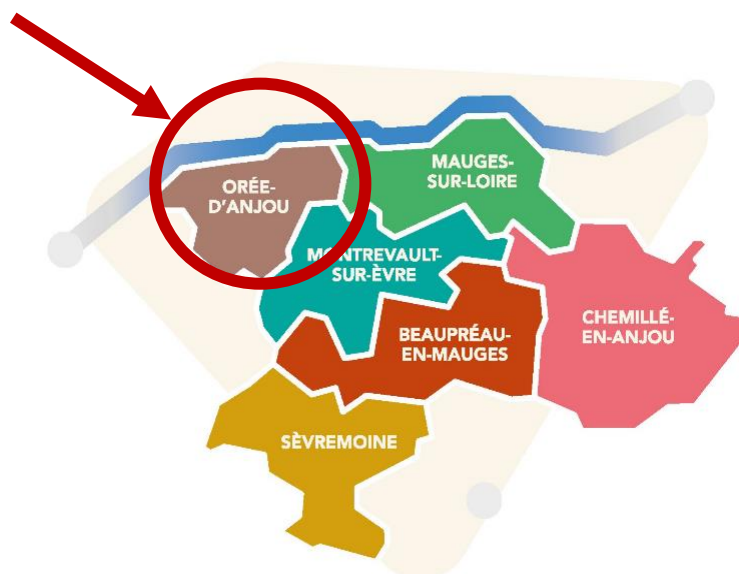 MAUGES-
SUR-LOIRE
ORÉE-
D'ANJOU
MONTREVAULT-
SUR-ÈVRE
CHEMILLÉ-
EN-ANJOU
BEAUPRÉAU-
EN-MAUGES
SÈVREMOINE